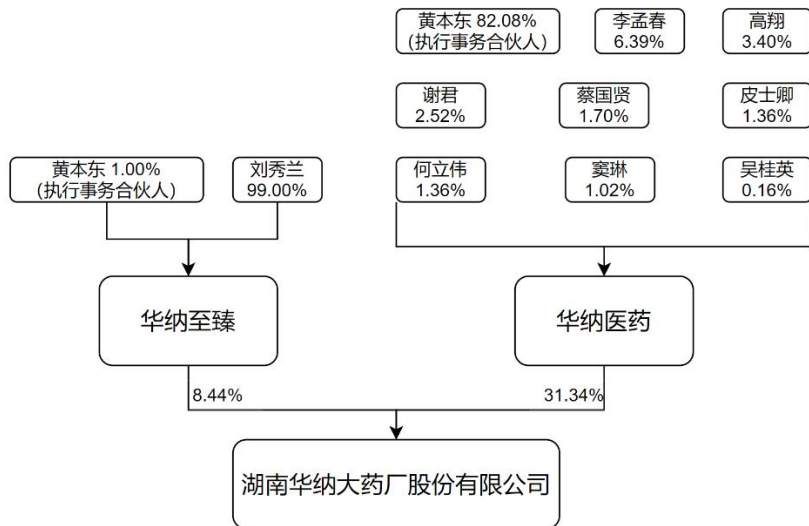 黄本东 82.08%
(执行事务合伙人)
李孟春
6.39%
高翔
3.40%
谢君
2.52%
蔡国贤
1.70%
皮士卿
1.36%
黄本东 1.00%
(执行事务合伙人)
刘秀兰
99.00%
何立伟
1.36%
窦琳
1.02%
吴桂英
0.16%
华纳至臻
华纳医药
8.44%
31.34%
湖南华纳大药厂股份有限公司